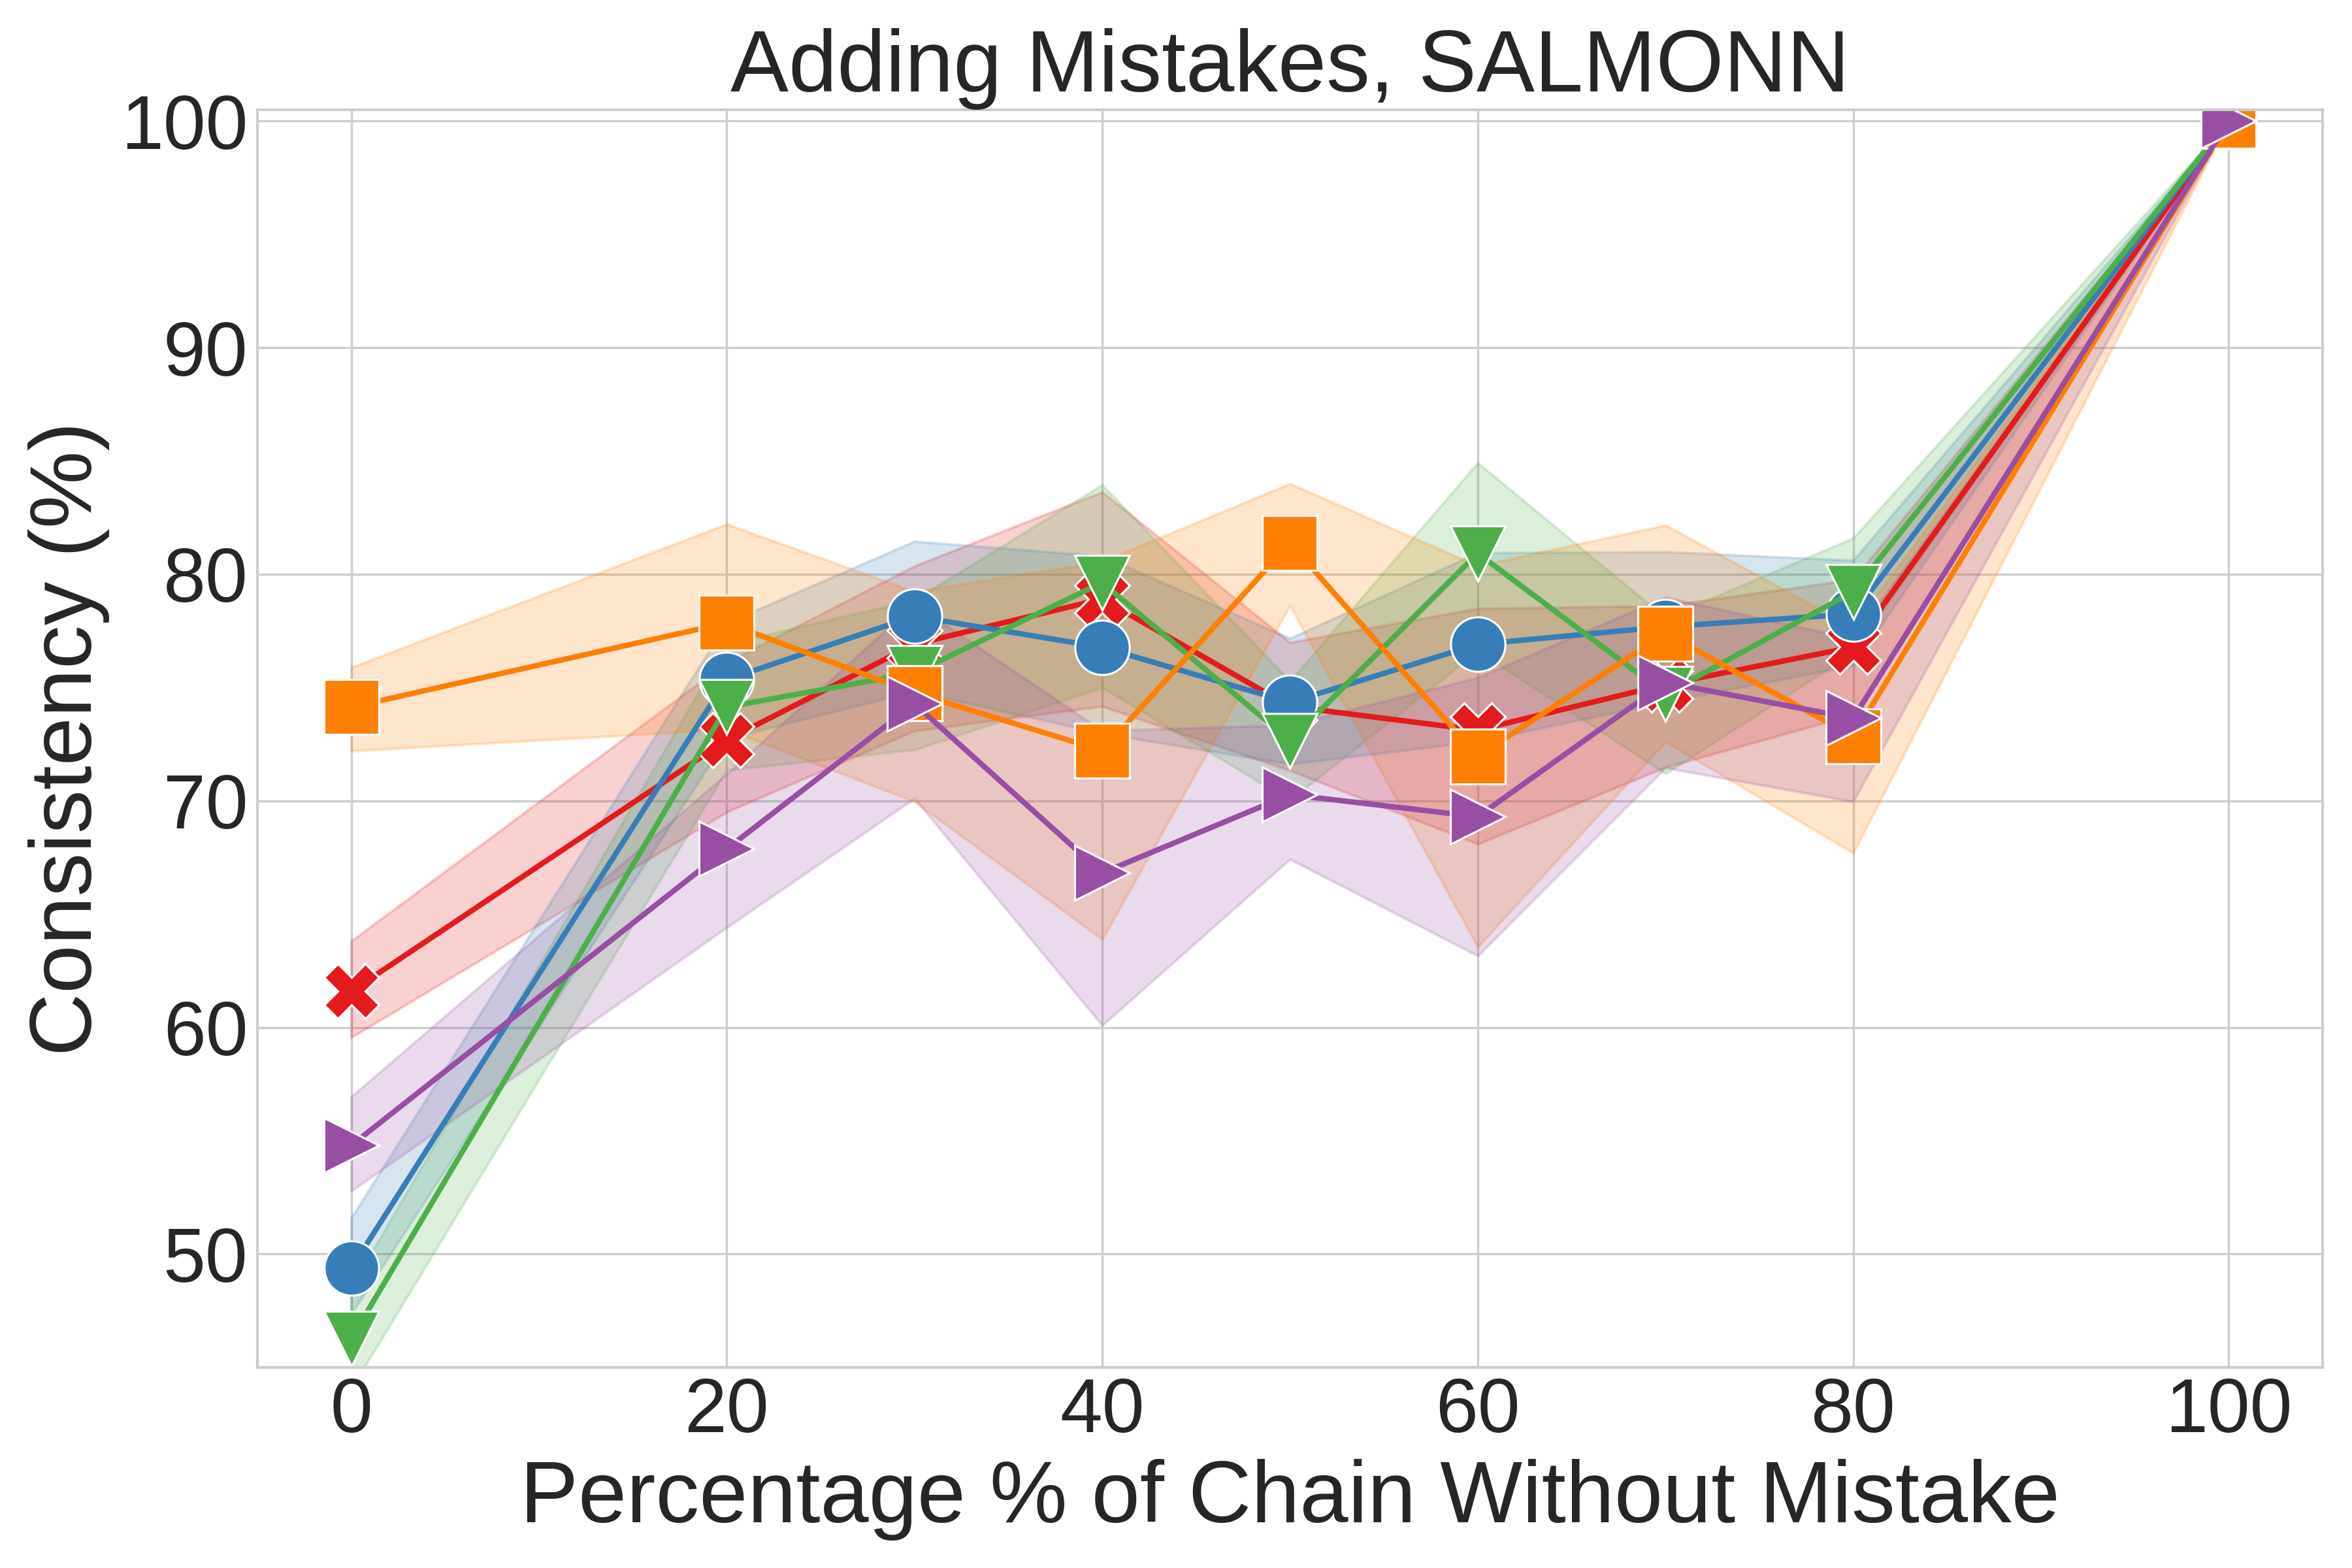 Adding Mistakes, SALMONN
100
90
80
70
60
50
Consistency (%)
0 20 40 60 80 100
Percentage % of Chain Without Mistake